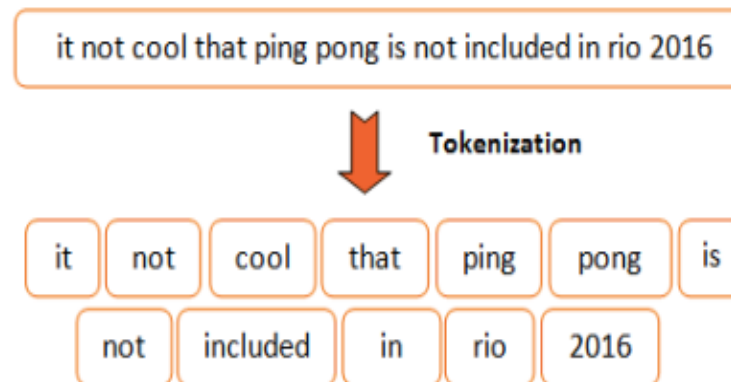 it not cool that ping pong is not included in rio 2016
Tokenization
it not cool that ping pong is
not included in rio 2016